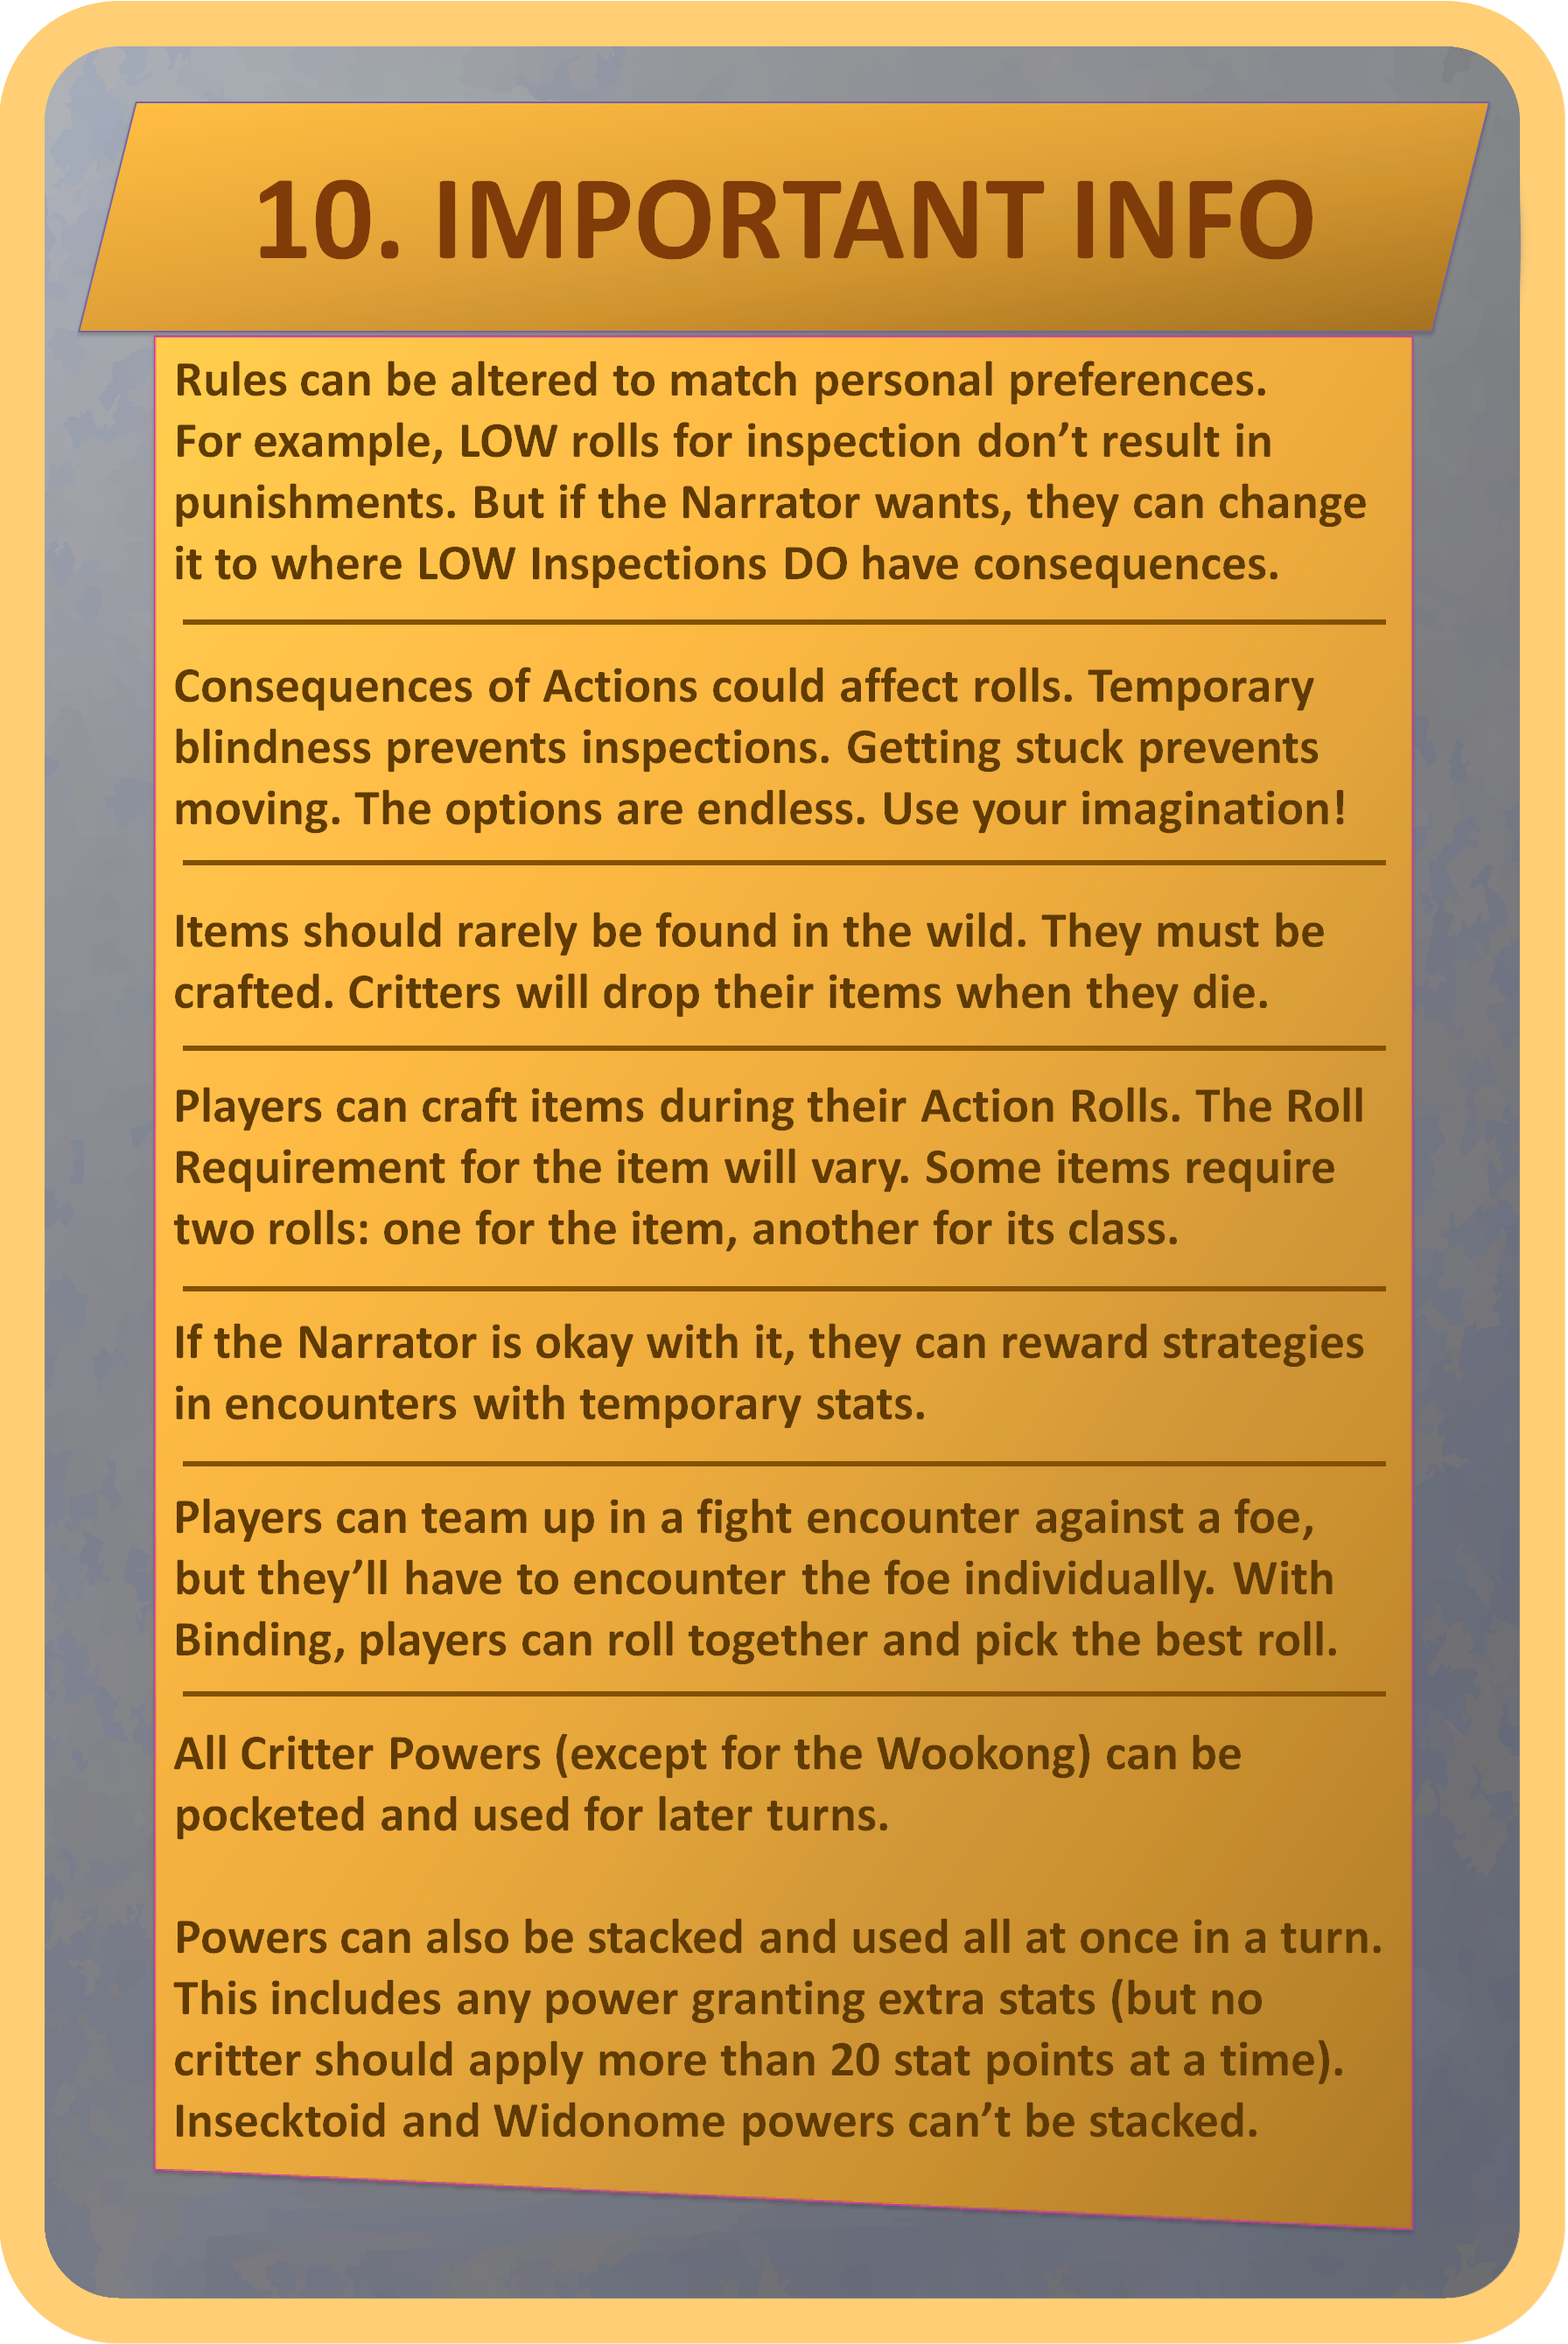 10. IMPORTANT INFO
Rules can be altered to match personal preferences.
For example, LOW rolls for inspection don’t result in
punishments. But if the Narrator wants, they can change
it to where LOW Inspections DO have consequences.
Consequences of Actions could affect rolls. Temporary
blindness prevents inspections. Getting stuck prevents
moving. The options are endless. Use your imagination!
Items should rarely be found in the wild. They must be
crafted. Critters will drop their items when they die.
Players can craft items during their Action Rolls. The Roll
Requirement for the item will vary. Some items require
two rolls: one for the item, another for its class.
If the Narrator is okay with it, they can reward strategies
in encounters with temporary stats.
Players can team up in a fight encounter against a foe,
but they’ll have to encounter the foe individually. With
Binding, players can roll together and pick the best roll.
All Critter Powers (except for the Wookong) can be
pocketed and used for later turns.
Powers can also be stacked and used all at once in a turn.
This includes any power granting extra stats (but no
critter should apply more than 20 stat points at a time).
Insecktoid and Widonome powers can’t be stacked.